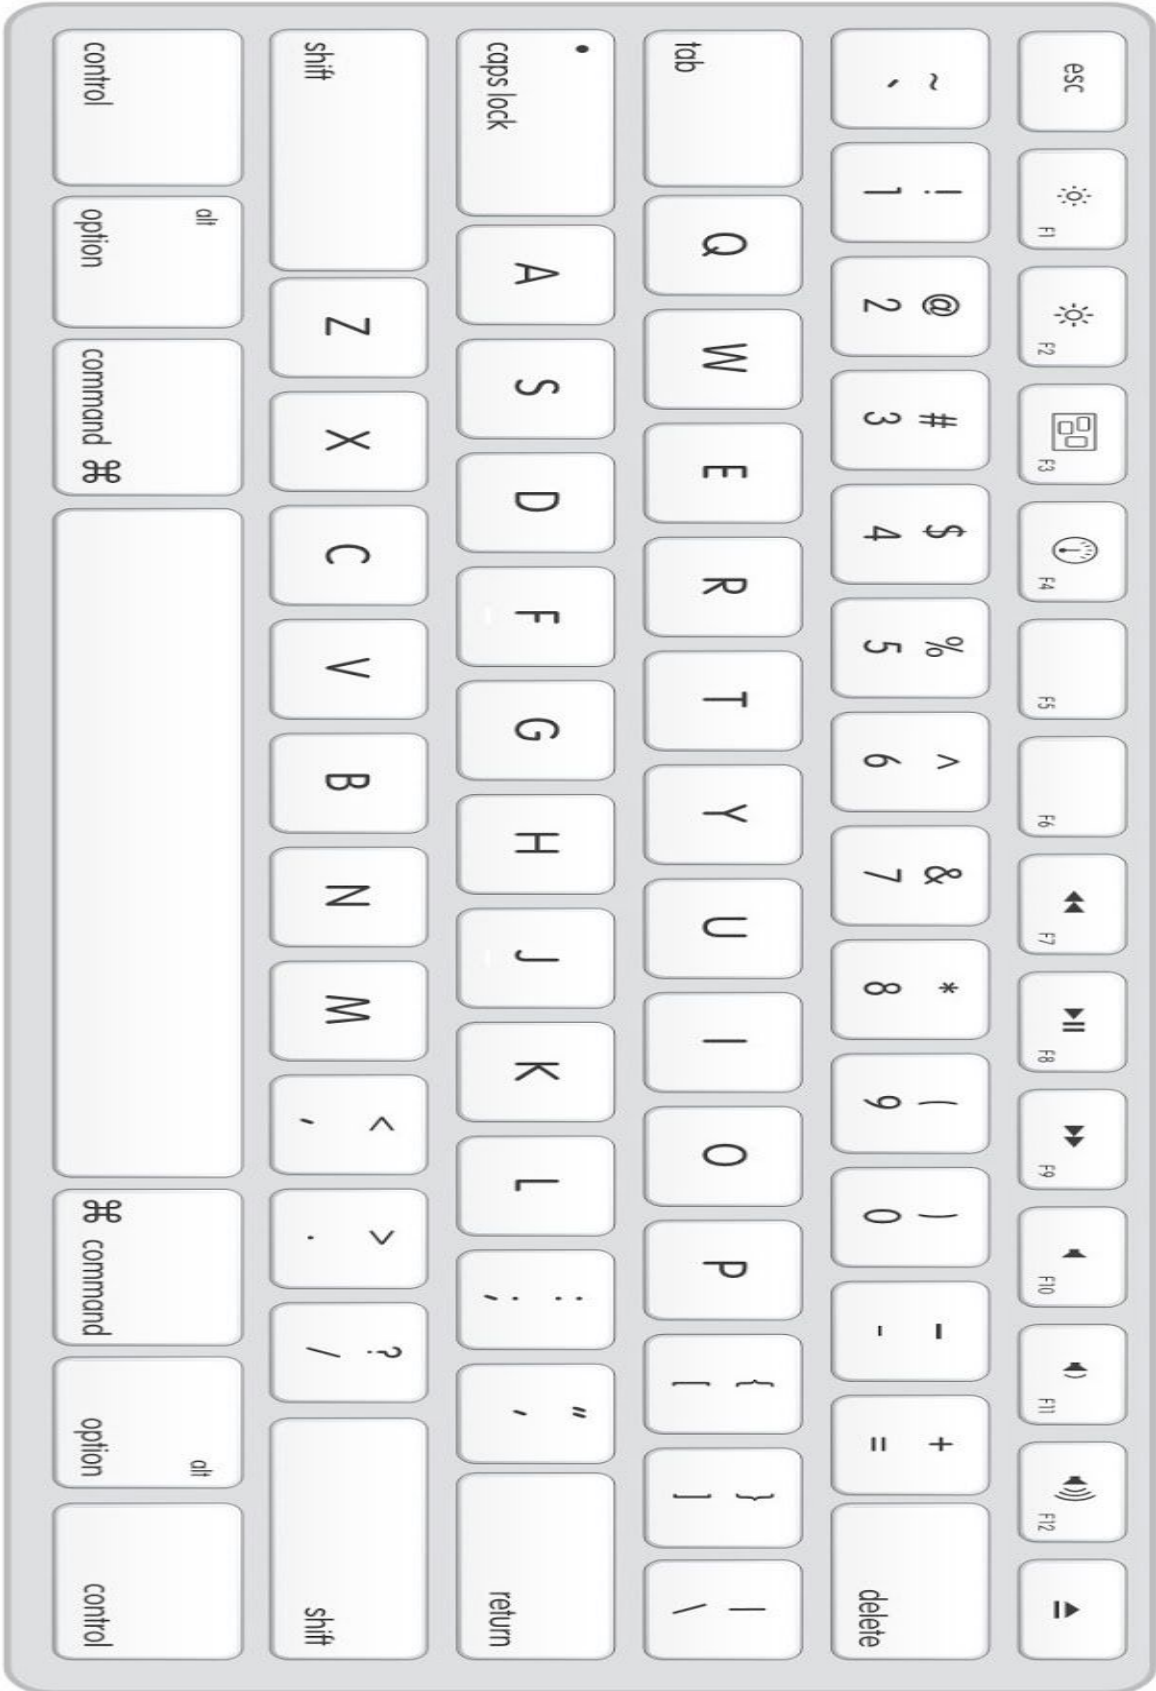 esc F1 F2 F3 F4 F5 F6 F7 F8 F9 F10 F11 F12
~ ! @ # $ % ^ & * ( ) – +
` 1 2 3 4 5 6 7 8 9 0 - = delete
tab Q W E R T Y U I O P { [ } ] | \
caps lock A S D F G H J K L : ; " ' return
shift Z X C V B N M < , > . ? / shift
alt alt
control option command ⌘ ⌘ command option control